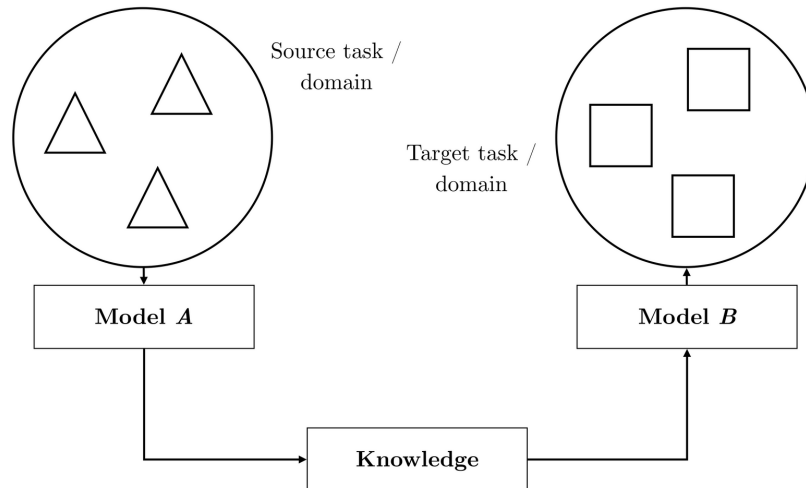 Source task /
domain
Target task /
domain
Model A
Model B
Knowledge